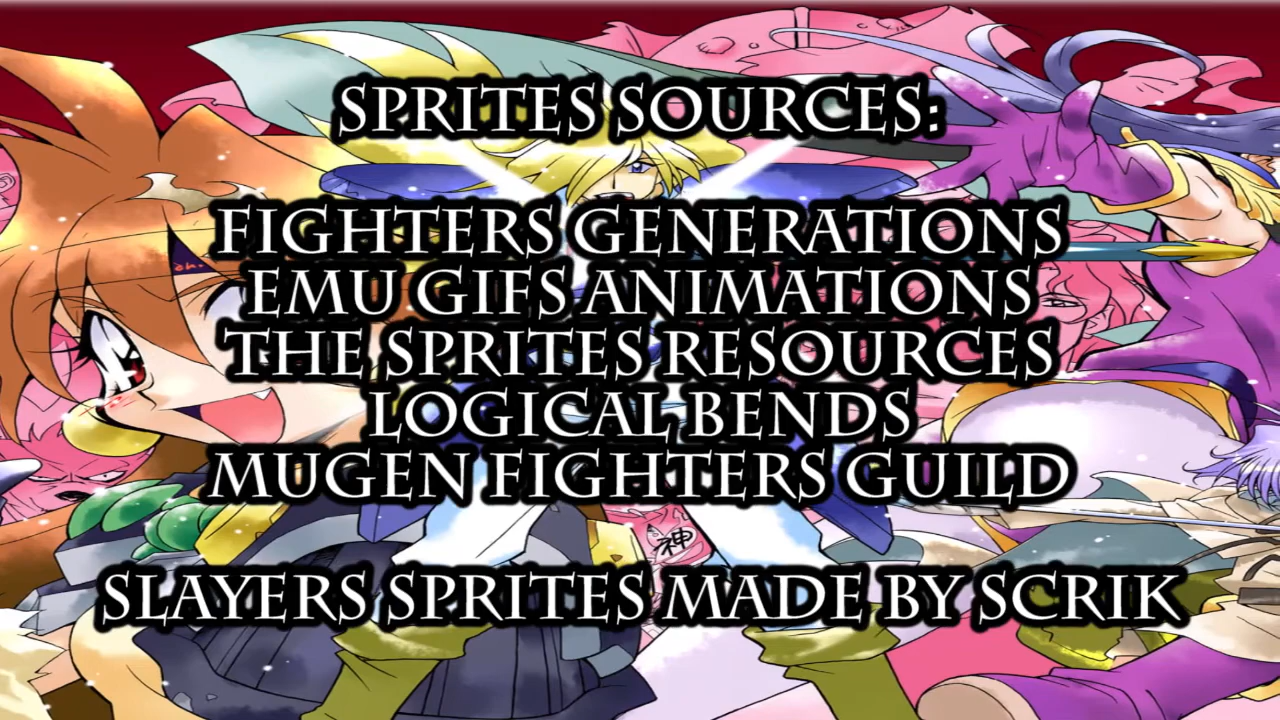 SPRITES SOURCES:
FIGHTERS GENERATIONS
EMU GIFS ANIMATIONS
THE SPRITES RESOURCES
LOGICAL BENDS
MUGEN FIGHTERS GUILD
神
SLAYERS SPRITES MADE BY SCRIK